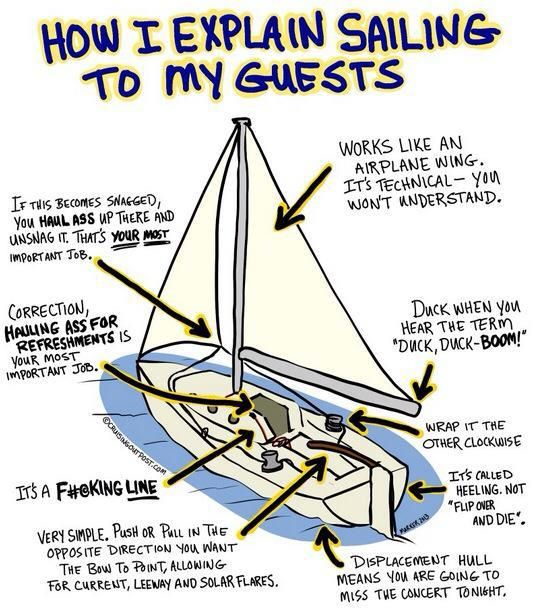 HOW I EXPLAIN SAILING
TO MY GUESTS
WORKS LIKE AN
AIRPLANE WING.
IT'S TECHNICAL – YOU
WON'T UNDERSTAND.
IF THIS BECOMES SNAGGED,
YOU HAUL ASS UP THERE AND
UNSNAG IT. THAT'S YOUR MOST
IMPORTANT JOB.
CORRECTION,
HAULING ASS FOR
REFRESHMENTS IS
YOUR MOST
IMPORTANT JOB.
DUCK WHEN YOU
HEAR THE TERM
"DUCK, DUCK-BOOM!"
WRAP IT THE
OTHER CLOCKWISE
©CRUISINGOUTPOST.COM
IT'S A F#@KING LINE
IT'S CALLED
HEELING. NOT
"FLIP OVER
AND DIE".
VERY SIMPLE. PUSH OR PULL IN THE
OPPOSITE DIRECTION YOU WANT
THE BOW TO POINT, ALLOWING
FOR CURRENT, LEEWAY AND SOLAR FLARES.
DISPLACEMENT HULL
MEANS YOU ARE GOING TO
MISS THE CONCERT TONIGHT.